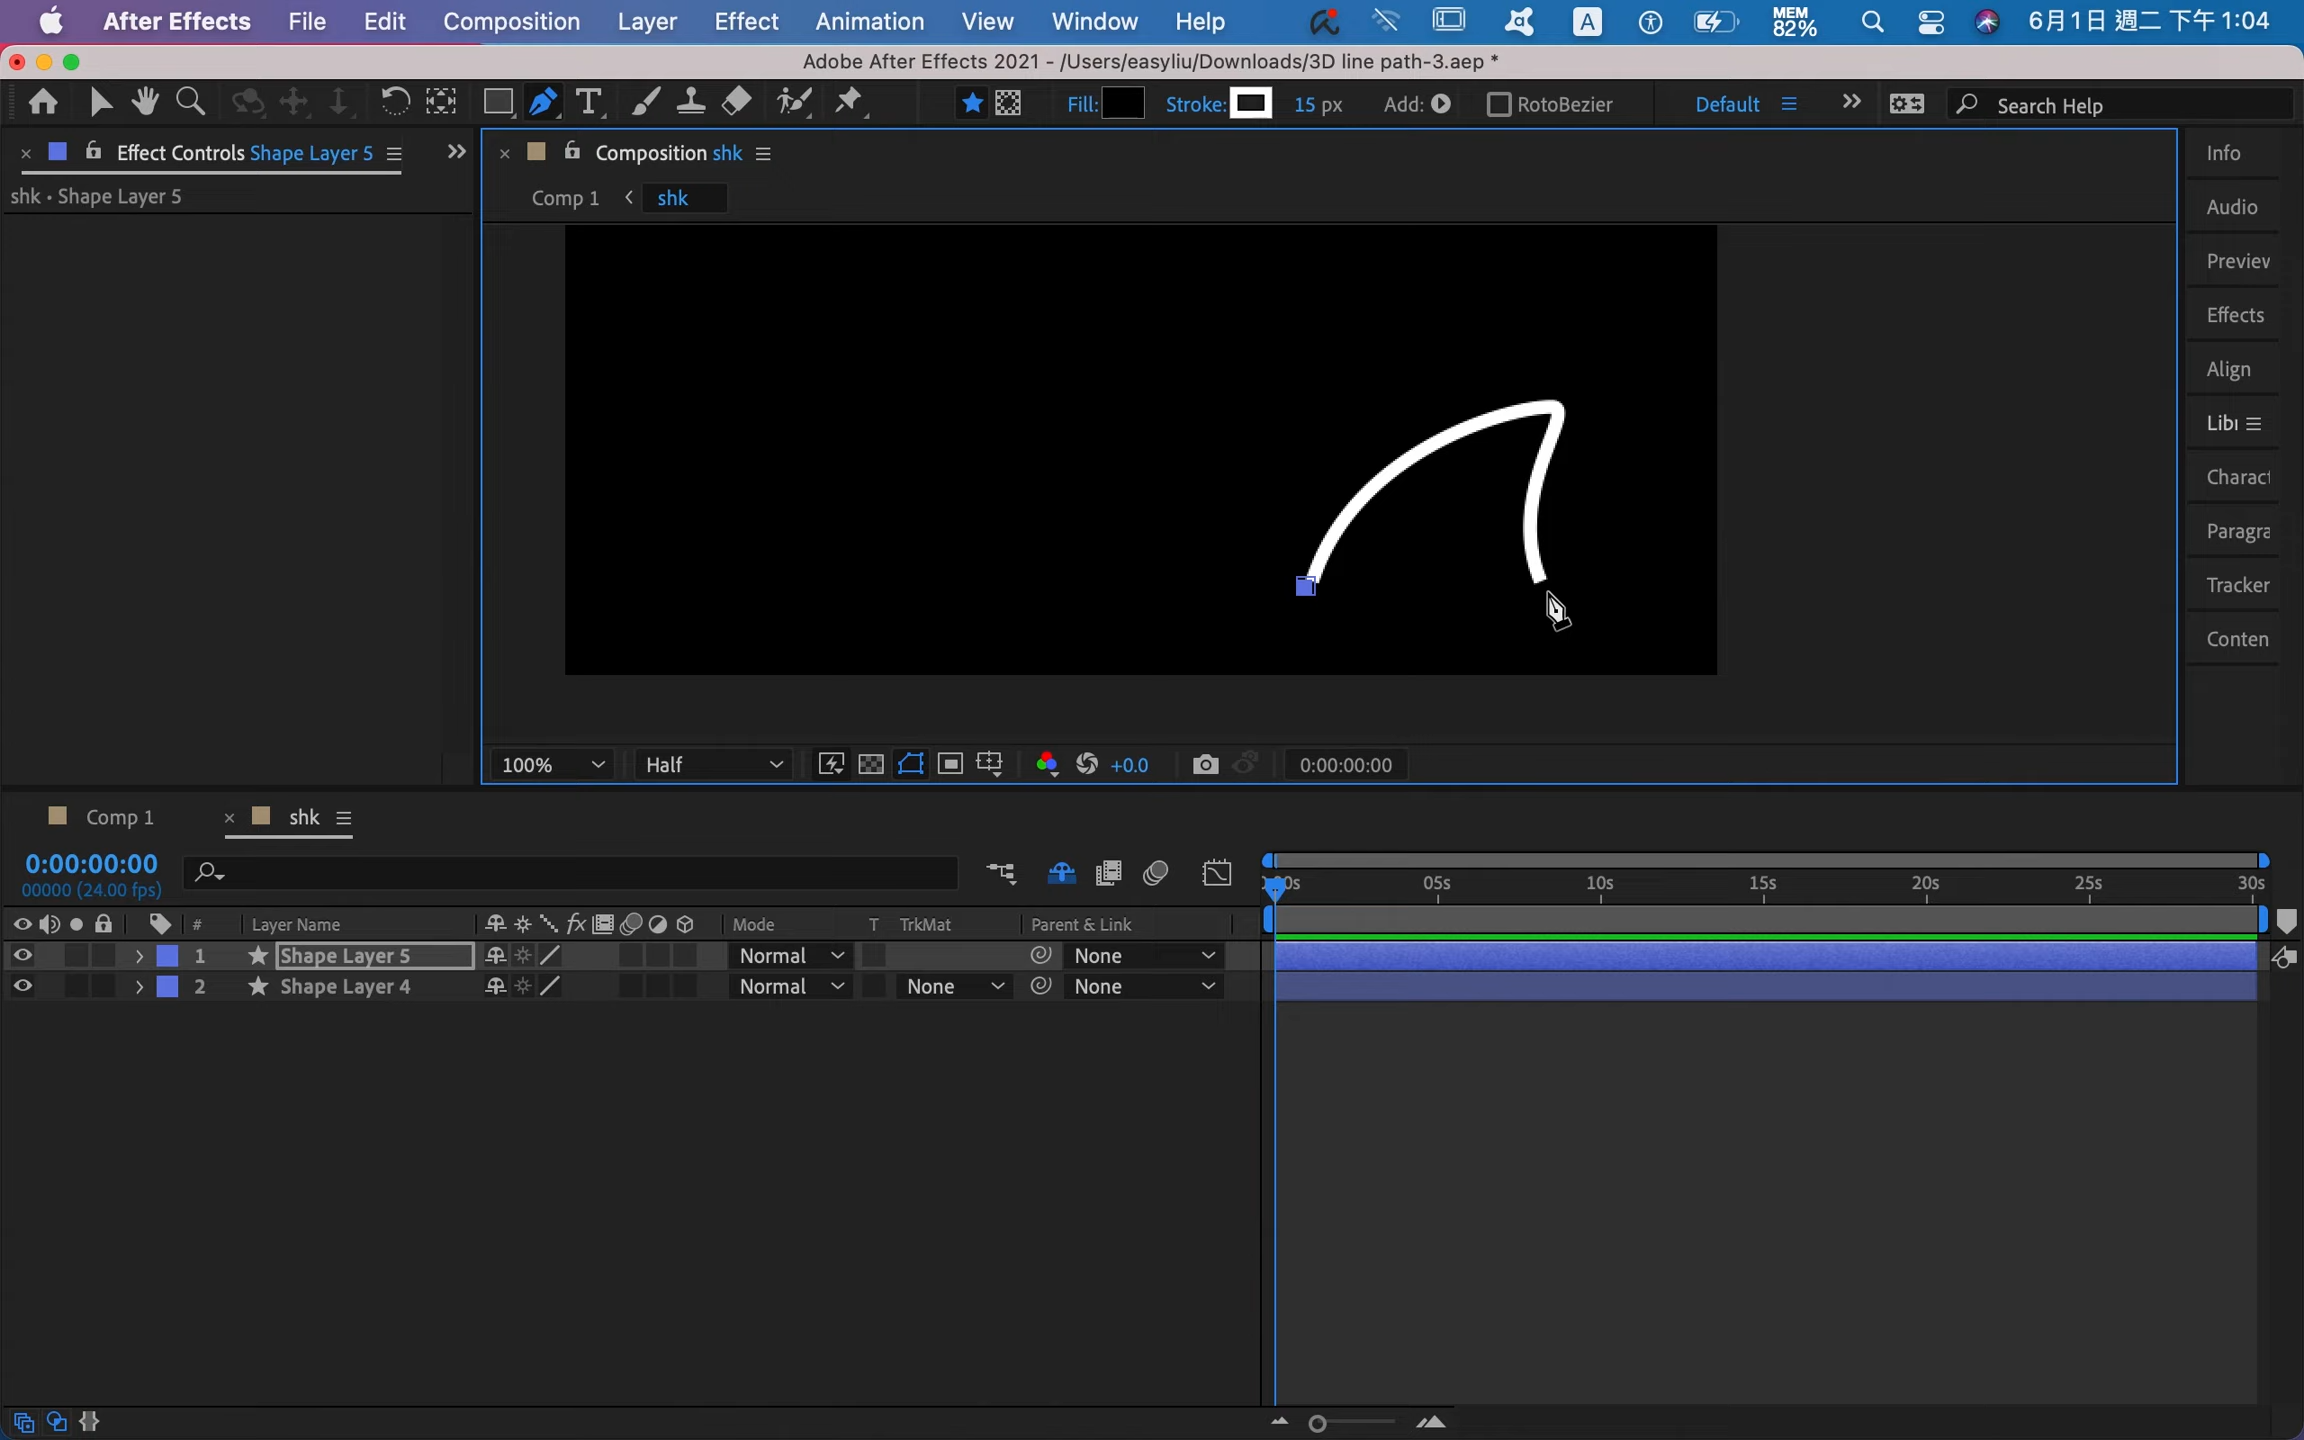 After Effects File Edit Composition Layer Effect Animation View Window Help A MEM 82% 6月1日 週二 下午 1:04
Adobe After Effects 2021 - /Users/easyliu/Downloads/3D line path-3.aep *
T Fill: Stroke: 15 px Add: RotoBezier Default Search Help
Effect Controls Shape Layer 5
Composition shk
Info
shk • Shape Layer 5
Comp 1 shk
Audio
Preview
Effects
Align
Libr
Charact
Paragra
Tracker
Conten
100% Half +0.0 0:00:00:00
Comp 1 shk
0:00:00:00
00000 (24.00 fps)
00s 05s 10s 15s 20s 25s 30s
# Layer Name fx Mode T TrkMat Parent & Link
1 Shape Layer 5 Normal None
2 Shape Layer 4 Normal None None